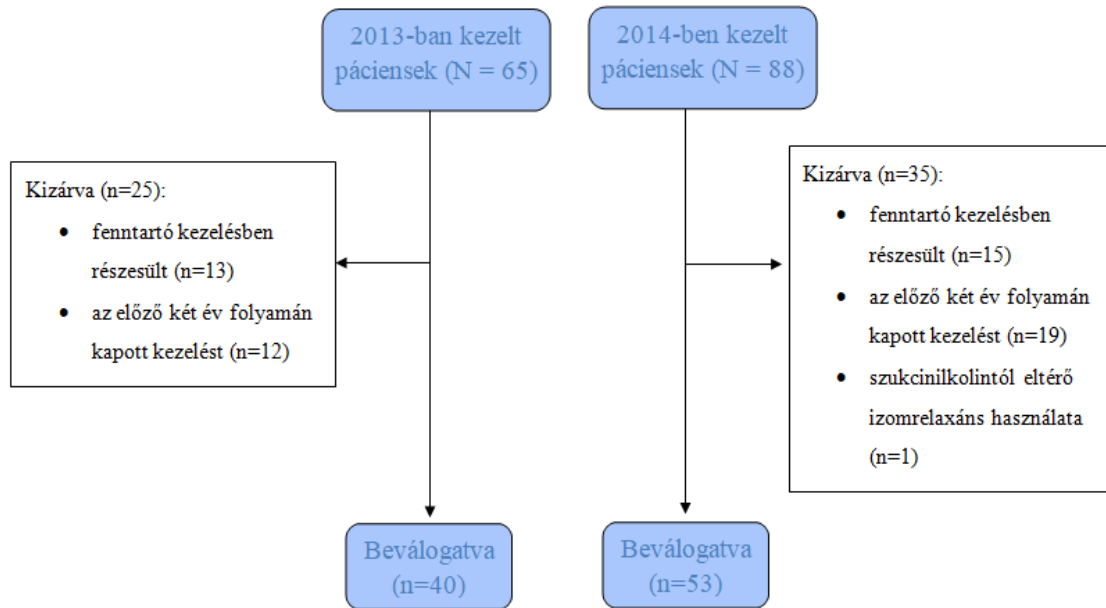 2013-ban kezelt
páciensek (N = 65)
2014-ben kezelt
páciensek (N = 88)
Kizárva (n=25):
• fenntartó kezelésben
részesült (n=13)
• az előző két év folyamán
kapott kezelést (n=12)
Kizárva (n=35):
• fenntartó kezelésben
részesült (n=15)
• az előző két év folyamán
kapott kezelést (n=19)
• szukcinilkolintól eltérő
izomrelaxáns használata
(n=1)
Beválogatva
(n=40)
Beválogatva
(n=53)